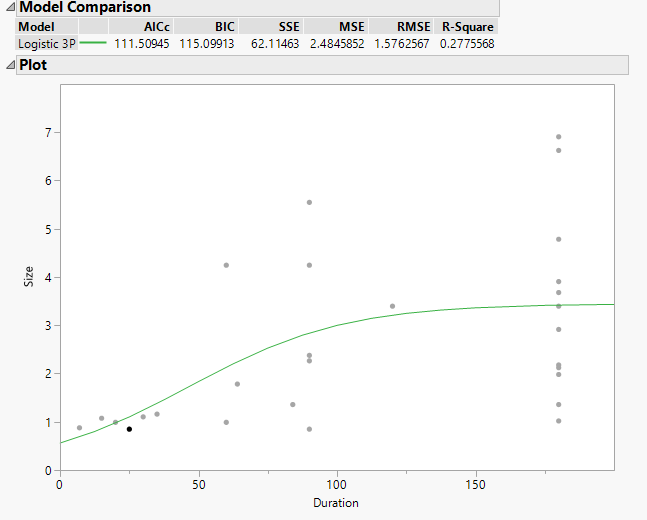 Model Comparison
Model AICc BIC SSE MSE RMSE R-Square
Logistic 3P 111.50945 115.09913 62.11463 2.4845852 1.5762567 0.2775568
Plot
7
6
5
4
3
2
1
0
Size
0 50 100 150
Duration